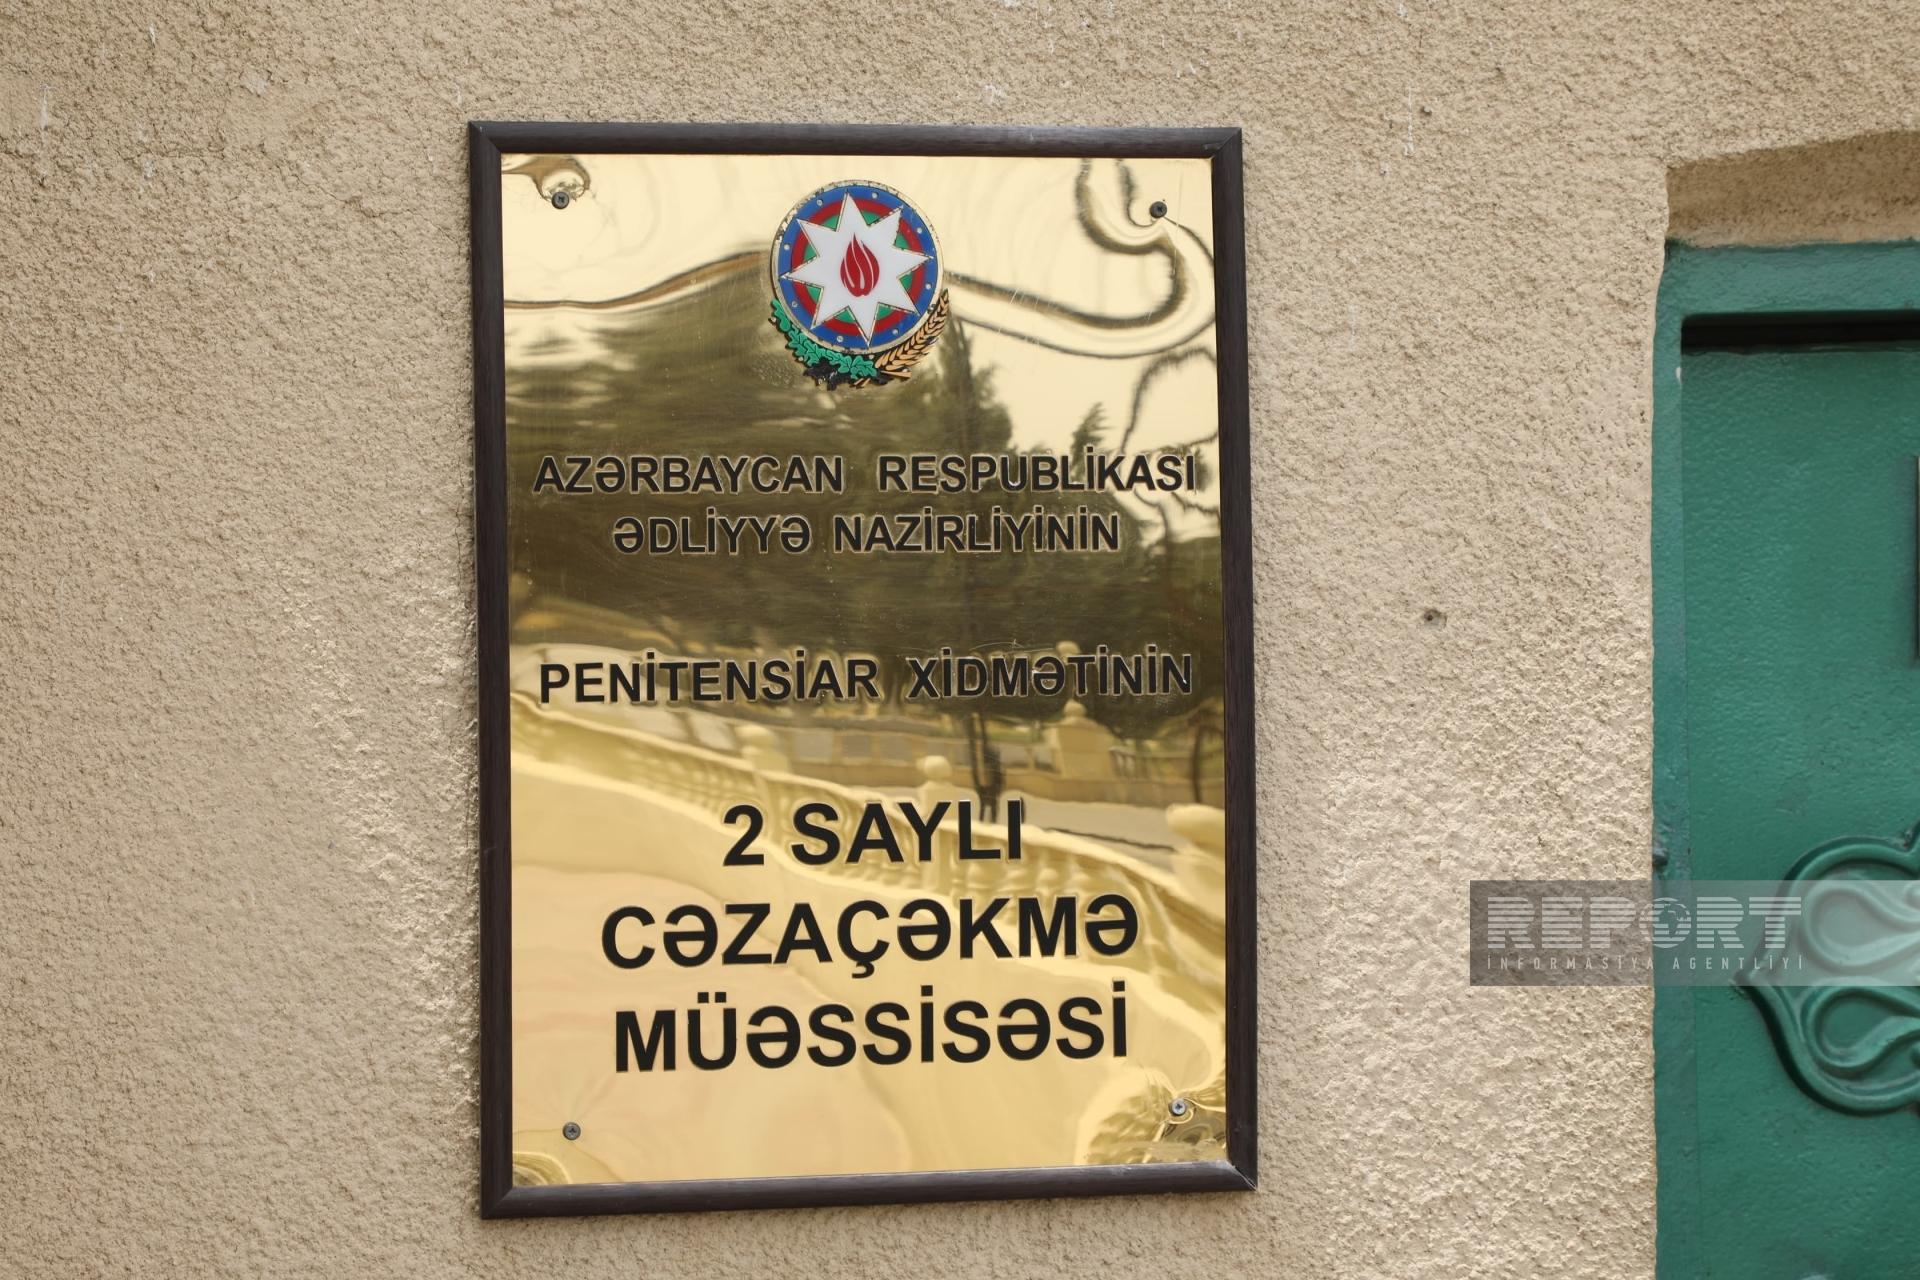 AZƏRBAYCAN RESPUBLİKASI
ƏDLİYYƏ NAZİRLİYİNİN
PENİTENSİAR XİDMƏTİNİN
2 SAYLI
CƏZAÇƏKMƏ
MÜƏSSİSƏSİ
REPORT
İNFORMASİYA AGENTLİYİ